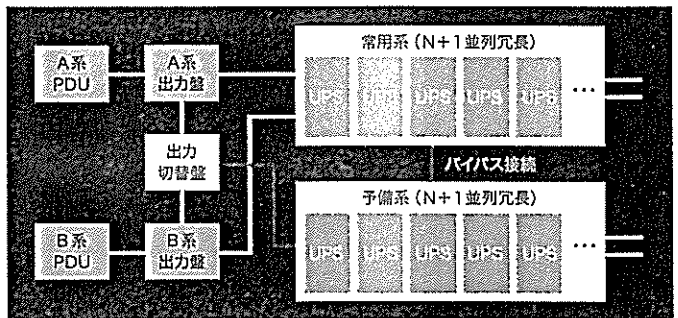 常用系（N＋1並列冗長）
A系
PDU
A系
出力盤
UPS
UPS
UPS
UPS
UPS
…
出力
切替盤
バイパス接続
予備系（N＋1並列冗長）
B系
PDU
B系
出力盤
UPS
UPS
UPS
UPS
UPS
…